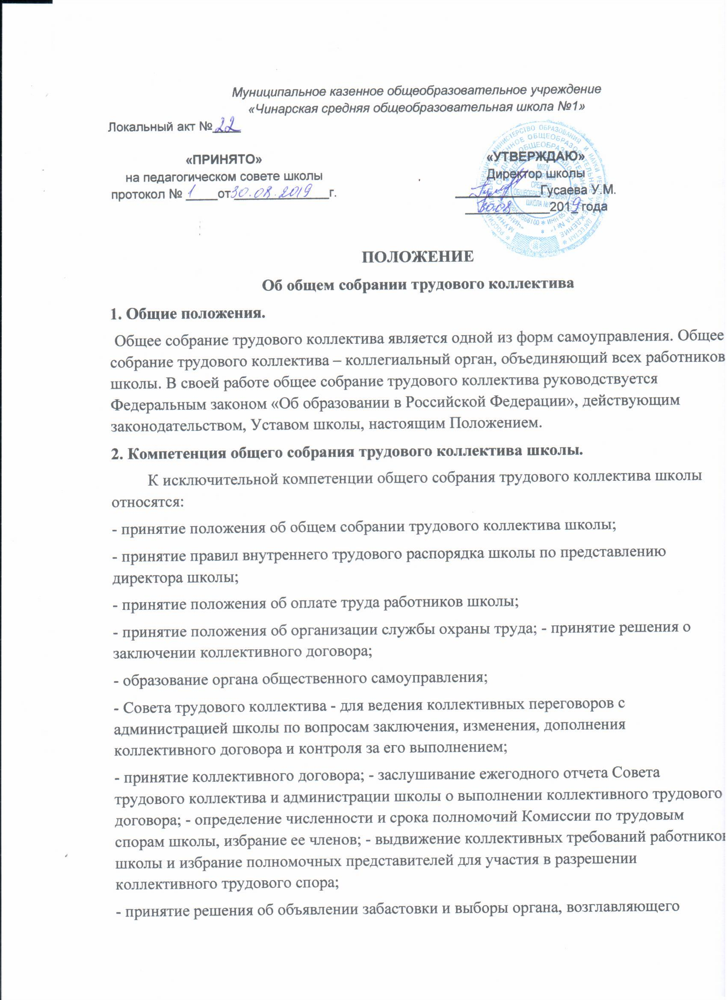 Муниципальное казенное общеобразовательное учреждение
«Чинарская средняя общеобразовательная школа №1»
Локальный акт № 22
«ПРИНЯТО»
на педагогическом совете школы
протокол № 1 от 30.08.2019 г.
«УТВЕРЖДАЮ»
Директор школы
Гусаева У.М.
30.08 2019 года
МКОУ
ЧИНАРСКАЯ
СРЕДНЯЯ
ОБЩЕОБРАЗОВАТЕЛЬНАЯ
ШКОЛА №1
ПОЛОЖЕНИЕ
Об общем собрании трудового коллектива
1. Общие положения.
Общее собрание трудового коллектива является одной из форм самоуправления. Общее
собрание трудового коллектива – коллегиальный орган, объединяющий всех работников
школы. В своей работе общее собрание трудового коллектива руководствуется
Федеральным законом «Об образовании в Российской Федерации», действующим
законодательством, Уставом школы, настоящим Положением.
2. Компетенция общего собрания трудового коллектива школы.
К исключительной компетенции общего собрания трудового коллектива школы
относятся:
- принятие положения об общем собрании трудового коллектива школы;
- принятие правил внутреннего трудового распорядка школы по представлению
директора школы;
- принятие положения об оплате труда работников школы;
- принятие положения об организации службы охраны труда; - принятие решения о
заключении коллективного договора;
- образование органа общественного самоуправления;
- Совета трудового коллектива - для ведения коллективных переговоров с
администрацией школы по вопросам заключения, изменения, дополнения
коллективного договора и контроля за его выполнением;
- принятие коллективного договора; - заслушивание ежегодного отчета Совета
трудового коллектива и администрации школы о выполнении коллективного трудового
договора; - определение численности и срока полномочий Комиссии по трудовым
спорам школы, избрание ее членов; - выдвижение коллективных требований работников
школы и избрание полномочных представителей для участия в разрешении
коллективного трудового спора;
- принятие решения об объявлении забастовки и выборы органа, возглавляющего